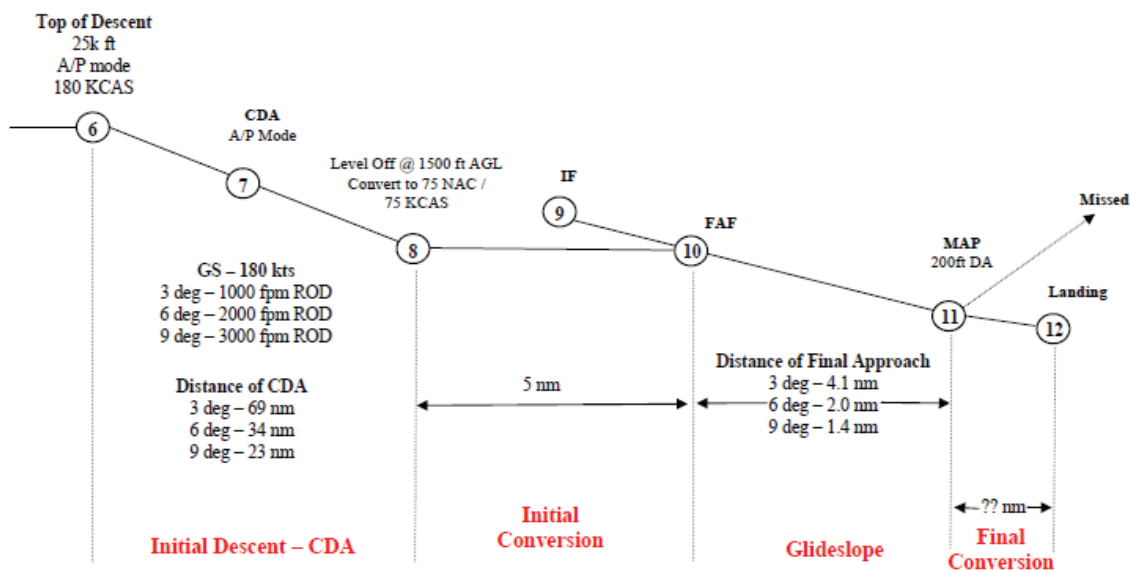 Top of Descent
25k ft
A/P mode
180 KCAS
6
CDA
A/P Mode
7
Level Off @ 1500 ft AGL
Convert to 75 NAC /
75 KCAS
8
IF
9
FAF
10
MAP
200ft DA
11
Missed
Landing
12
GS – 180 kts
3 deg – 1000 fpm ROD
6 deg – 2000 fpm ROD
9 deg – 3000 fpm ROD
Distance of CDA
3 deg – 69 nm
6 deg – 34 nm
9 deg – 23 nm
5 nm
Distance of Final Approach
3 deg – 4.1 nm
6 deg – 2.0 nm
9 deg – 1.4 nm
?? nm
Initial Descent – CDA
Initial
Conversion
Glideslope
Final
Conversion